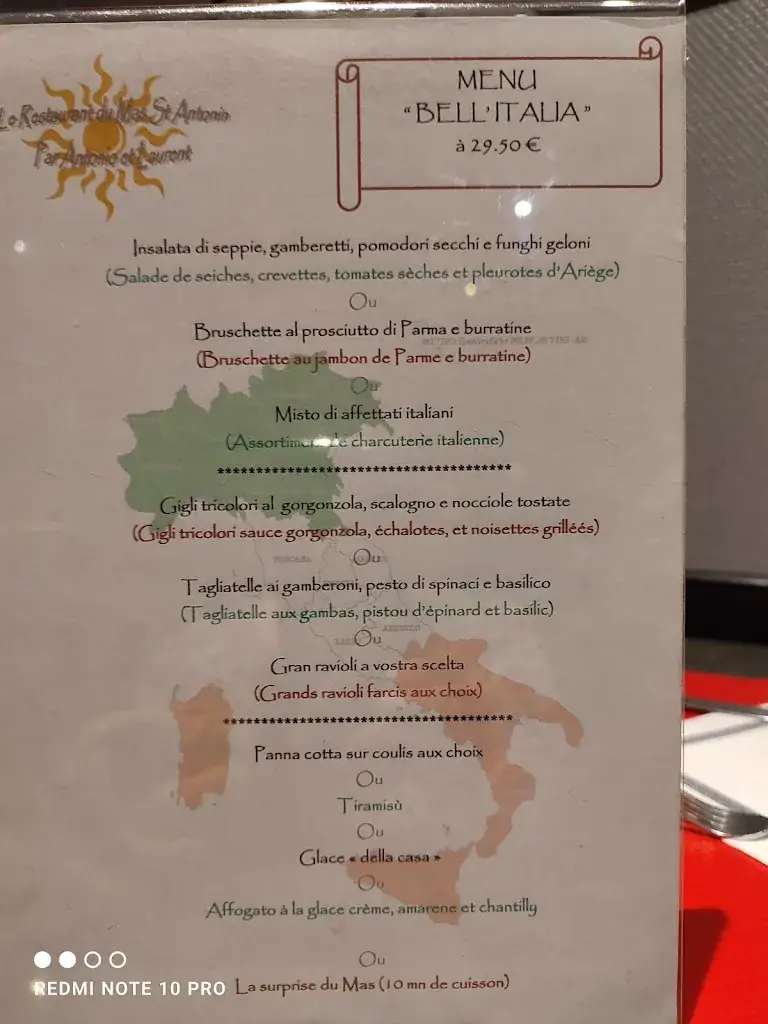 Le Restaurant du Mas St Antonio
Par Antonio et Laurent
MENU
“BELL'ITALIA”
à 29.50 €
Insalata di seppie, gamberetti, pomodori secchi e funghi geloni
(Salade de seiches, crevettes, tomates sèches et pleurotes d'Ariège)
Ou
Bruschette al prosciutto di Parma e burratine
(Bruschette au jambon de Parme e burratine)
Ou
Misto di affettati italiani
(Assortiment de charcuterie italienne)
*************************************
Gigli tricolori al gorgonzola, scalogno e nocciole tostate
(Gigli tricolori sauce gorgonzola, échalotes, et noisettes grilléés)
Ou
Tagliatelle ai gamberoni, pesto di spinaci e basilico
(Tagliatelle aux gambas, pistou d'épinard et basilic)
Ou
Gran ravioli a vostra scelta
(Grands ravioli farcis aux choix)
*************************************
Panna cotta sur coulis aux choix
Ou
Tiramisù
Ou
Glace « della casa »
Ou
Affogato à la glace crème, amarene et chantilly
Ou
La surprise du Mas (10 mn de cuisson)
REDMI NOTE 10 PRO